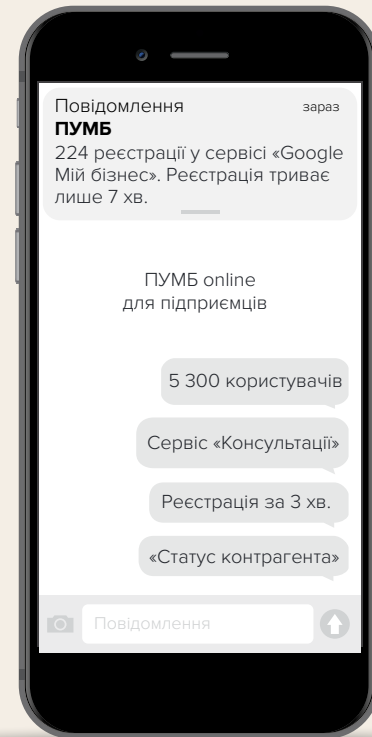 Повідомлення зараз
ПУМБ
224 реєстрації у сервісі «Google
Мій бізнес». Реєстрація триває
лише 7 хв.
ПУМБ online
для підприємців
5 300 користувачів
Сервіс «Консультації»
Реєстрація за 3 хв.
«Статус контрагента»
Повідомлення